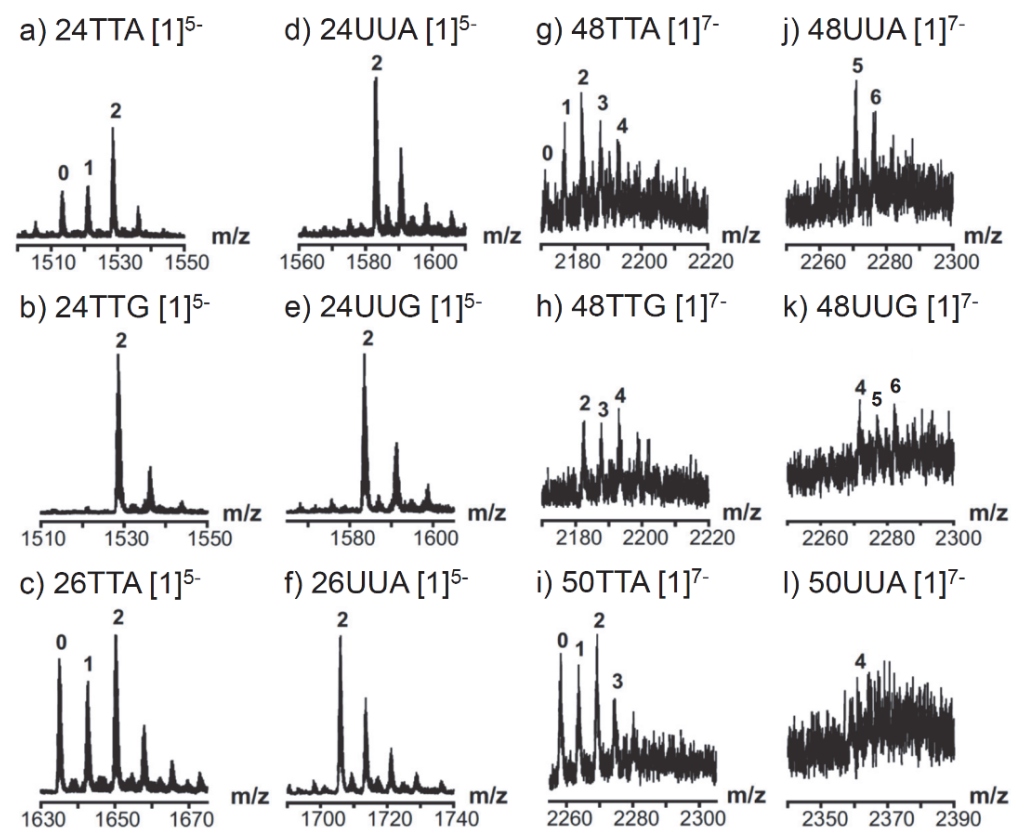 a) 24TTA [1]5-
d) 24UUA [1]5-
g) 48TTA [1]7-
j) 48UUA [1]7-
0 1 2
2
0 1 2 3 4
5 6
m/z
m/z
m/z
m/z
1510 1530 1550
1560 1580 1600
2180 2200 2220
2260 2280 2300
b) 24TTG [1]5-
e) 24UUG [1]5-
h) 48TTG [1]7-
k) 48UUG [1]7-
2
2
2 3 4
4 5 6
m/z
m/z
m/z
m/z
1510 1530 1550
1580 1600
2180 2200 2220
2260 2280 2300
c) 26TTA [1]5-
f) 26UUA [1]5-
i) 50TTA [1]7-
l) 50UUA [1]7-
0 1 2
2
0 1 2 3
4
m/z
m/z
m/z
m/z
1630 1650 1670
1700 1720 1740
2260 2280 2300
2350 2370 2390